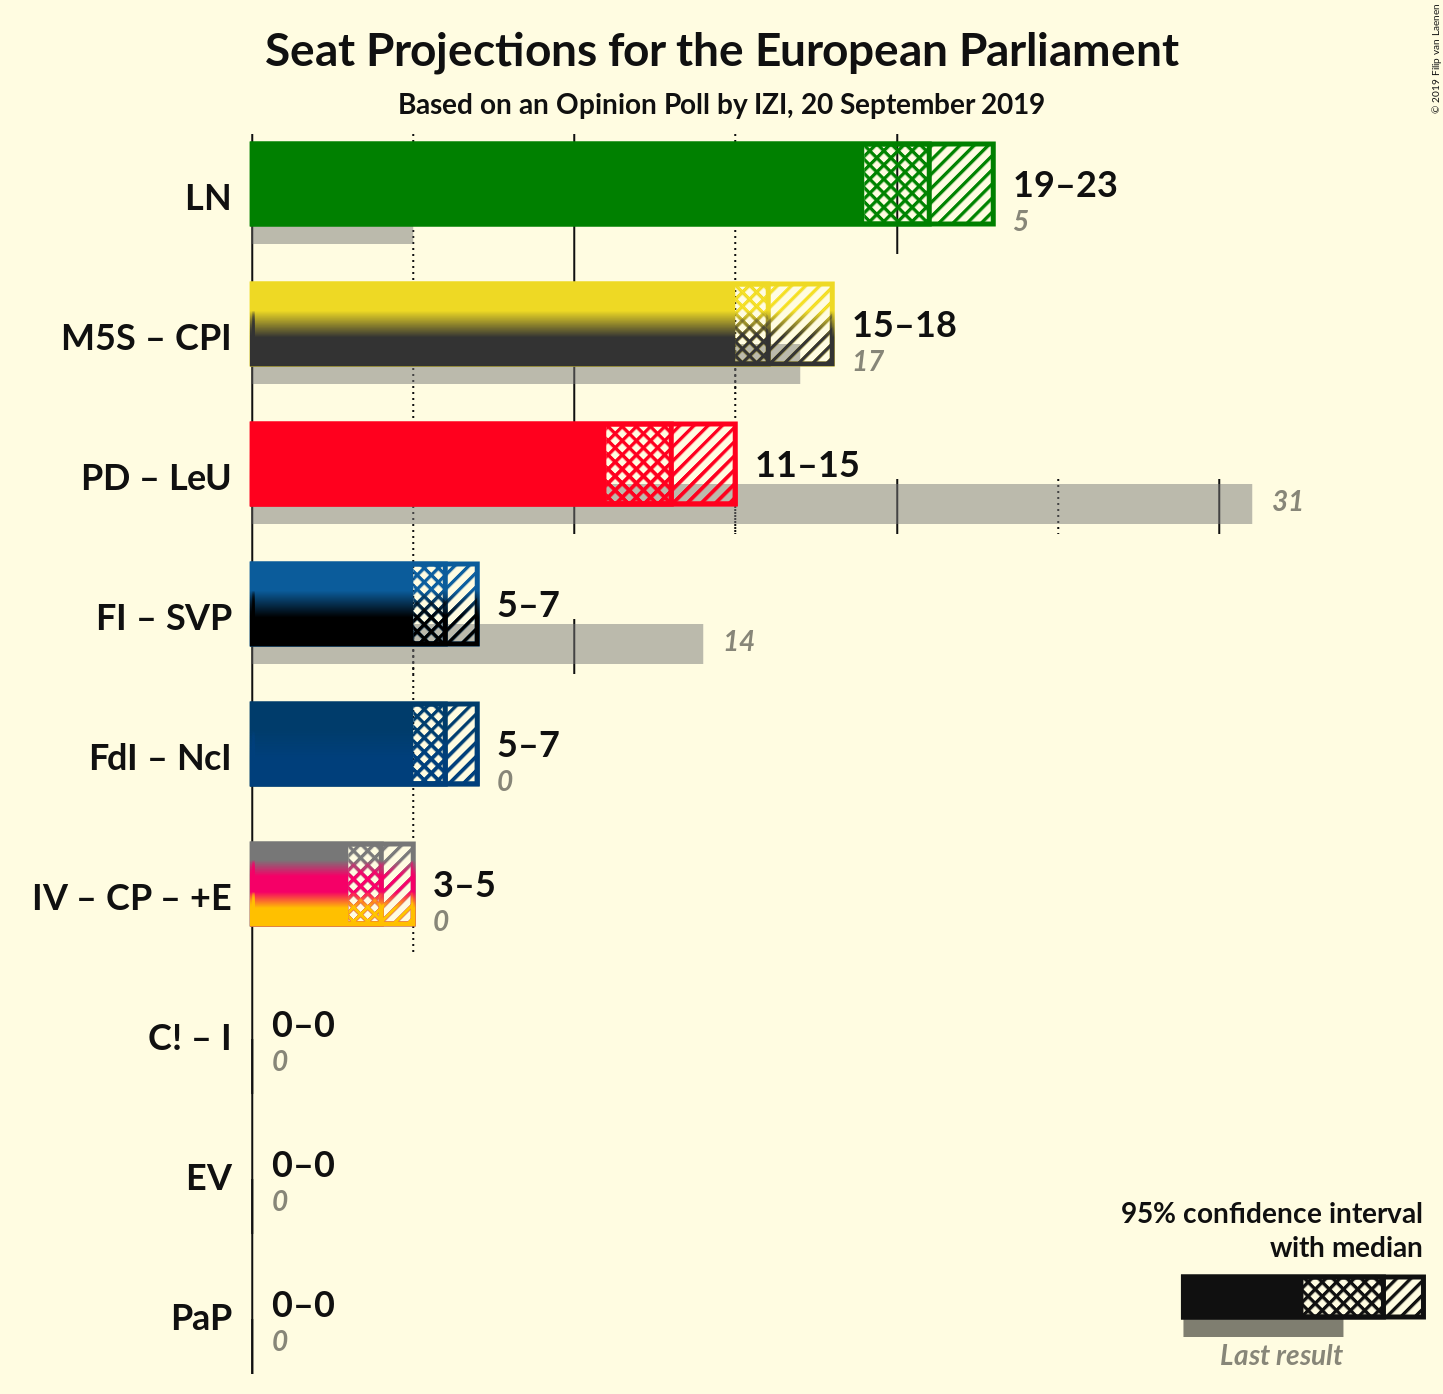 Seat Projections for the European Parliament
Based on an Opinion Poll by IZI, 20 September 2019
© 2019 Filip van Laenen
LN
19–23
5
M5S – CPI
15–18
17
PD – LeU
11–15
31
FI – SVP
5–7
14
FdI – NcI
5–7
0
IV – CP – +E
3–5
0
C! – I
0–0
0
EV
0–0
0
PaP
0–0
0
95% confidence interval
with median
Last result